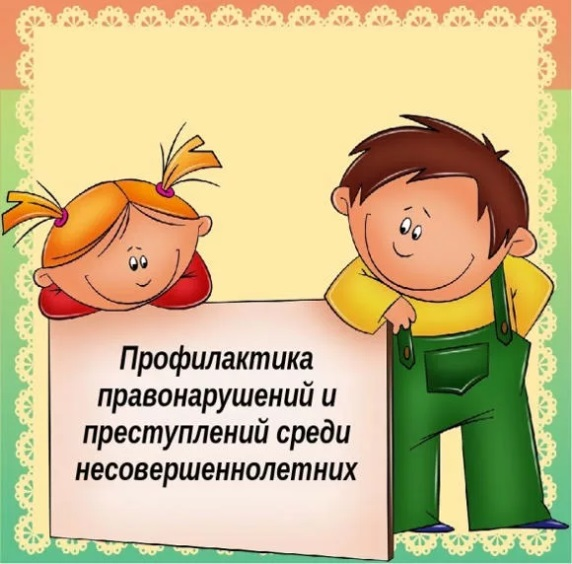 Профилактика
правонарушений и
преступлений среди
несовершеннолетних